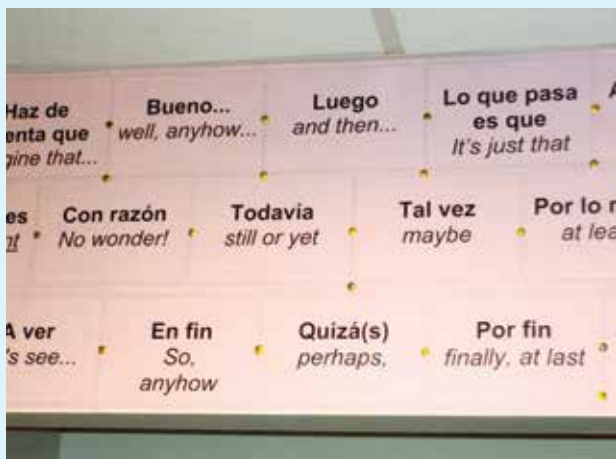 Haz de
enta que
gine that...
Bueno...
well, anyhow...
Luego
and then...
Lo que pasa
es que
It's just that
A
es
nt
Con razón
No wonder!
Todavía
still or yet
Tal vez
maybe
Por lo
at lea
A ver
's see...
En fin
So,
anyhow
Quizá(s)
perhaps,
Por fin
finally, at last